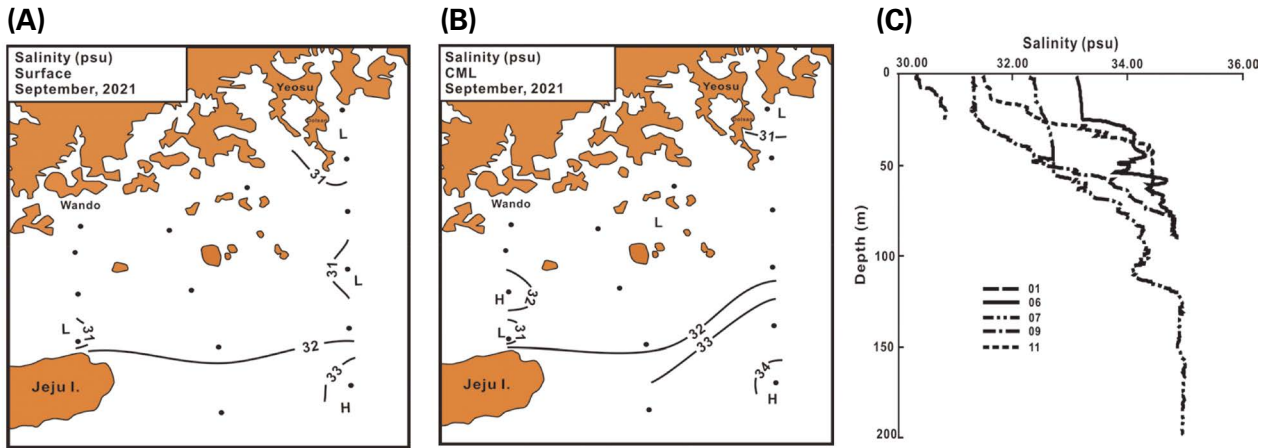 (A)
Salinity (psu)
Surface
September, 2021
Yeosu
L
31
Wando
31
L
L
31
32
33
Jeju I.
H
(B)
Salinity (psu)
CML
September, 2021
Yeosu
L
31
Wando
L
32
H
L
31
32
33
34
Jeju I.
H
(C)
Salinity (psu)
30.00 32.00 34.00 36.00
0
50
100
150
200
Depth (m)
01
06
07
09
11